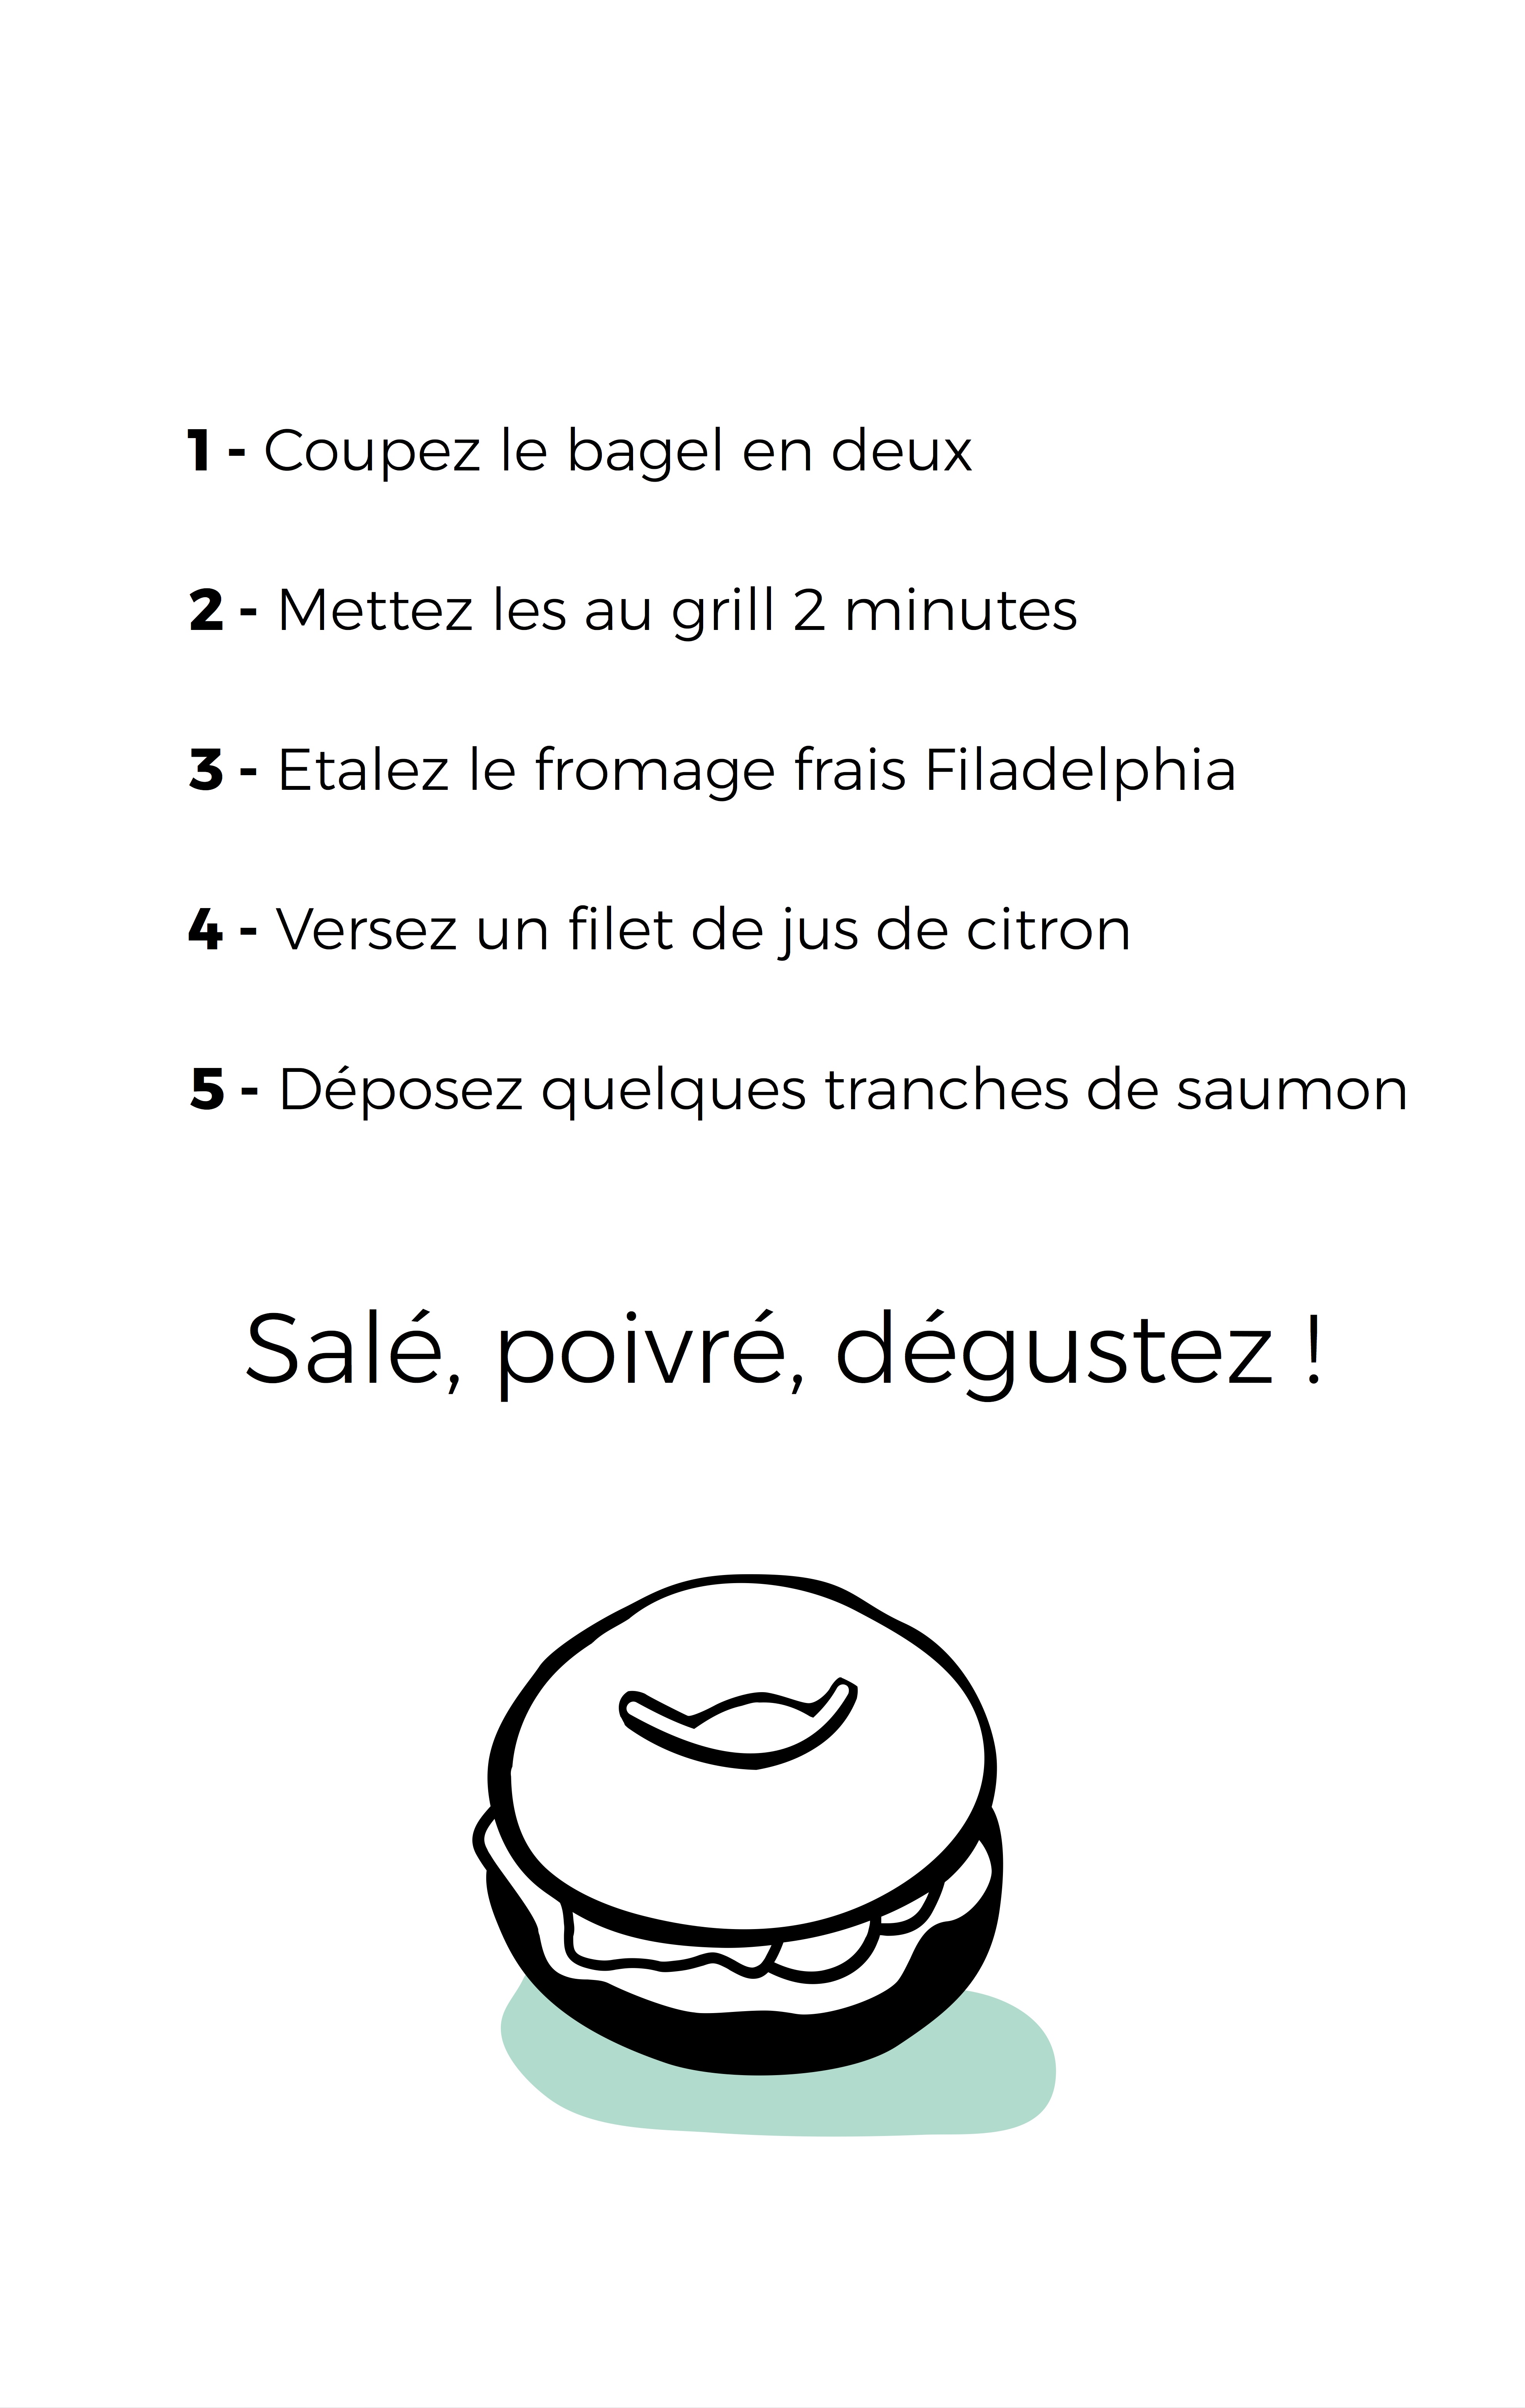 1 - Coupez le bagel en deux
2 - Mettez les au grill 2 minutes
3 - Etalez le fromage frais Filadelphia
4 - Versez un filet de jus de citron
5 - Déposez quelques tranches de saumon
Salé, poivré, dégustez !